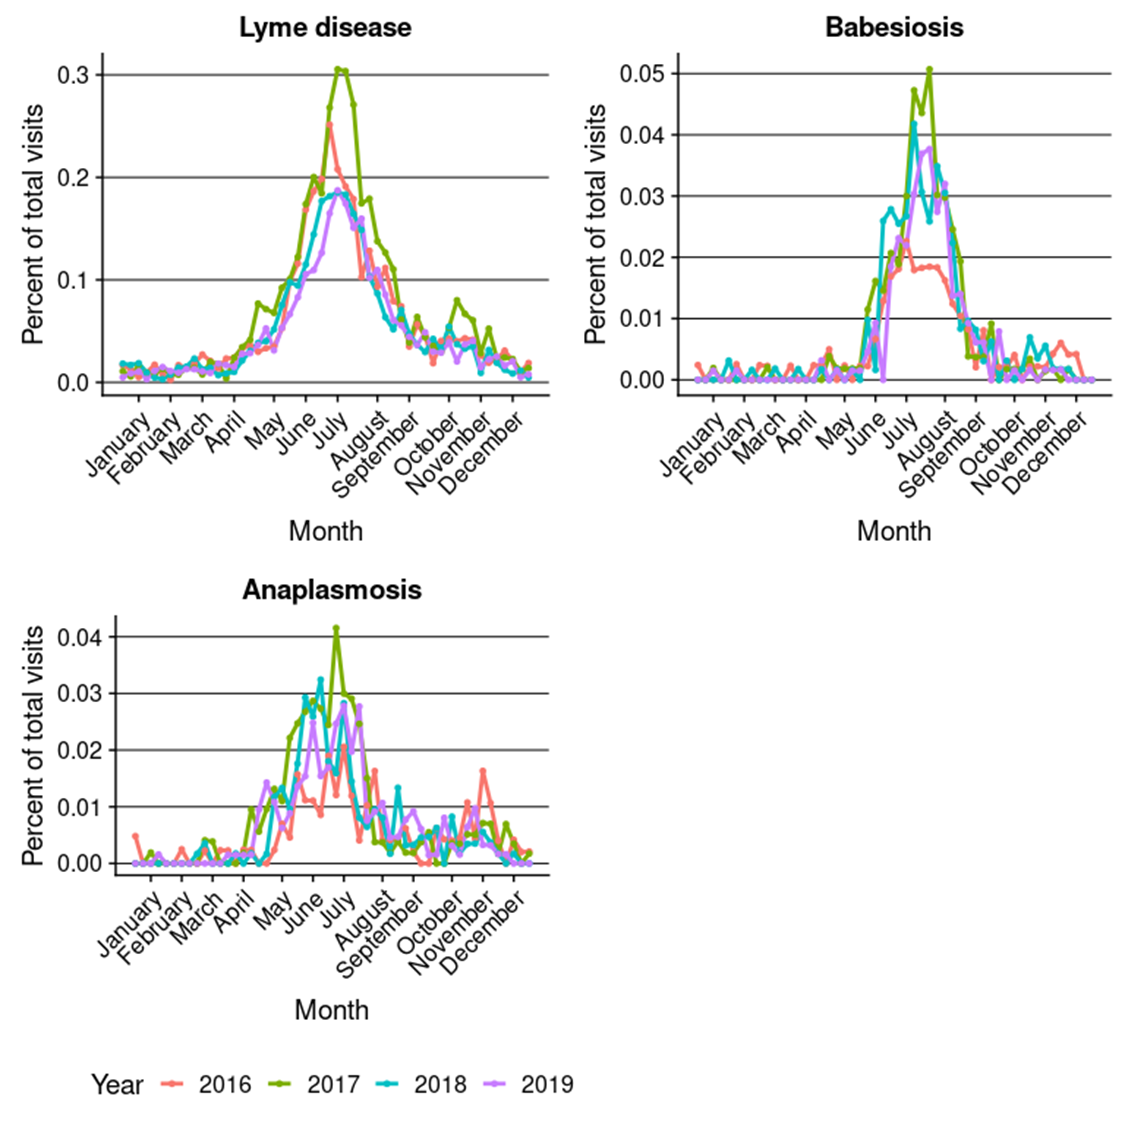 Lyme disease
Percent of total visits
0.3
0.2
0.1
0.0
January
February
March
April
May
June
July
August
September
October
November
December
Month
Babesiosis
Percent of total visits
0.05
0.04
0.03
0.02
0.01
0.00
January
February
March
April
May
June
July
August
September
October
November
December
Month
Anaplasmosis
Percent of total visits
0.04
0.03
0.02
0.01
0.00
January
February
March
April
May
June
July
August
September
October
November
December
Month
Year 2016 2017 2018 2019